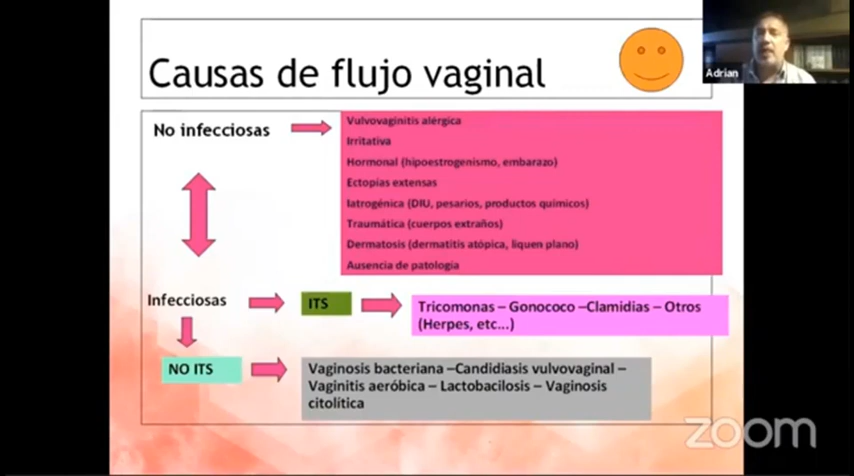 Causas de flujo vaginal
Adrian
No infecciosas
Vulvovaginitis alérgica
Irritativa
Hormonal (hipoestrogenismo, embarazo)
Ectopias extensas
Iatrogénica (DIU, pesarios, productos químicos)
Traumática (cuerpos extraños)
Dermatosis (dermatitis atópica, liquen plano)
Ausencia de patología
Infecciosas
ITS
Tricomonas – Gonococo –Clamidias – Otros
(Herpes, etc...)
NO ITS
Vaginosis bacteriana –Candidiasis vulvovaginal –
Vaginitis aeróbica – Lactobacilosis – Vaginosis
citolítica
zoom